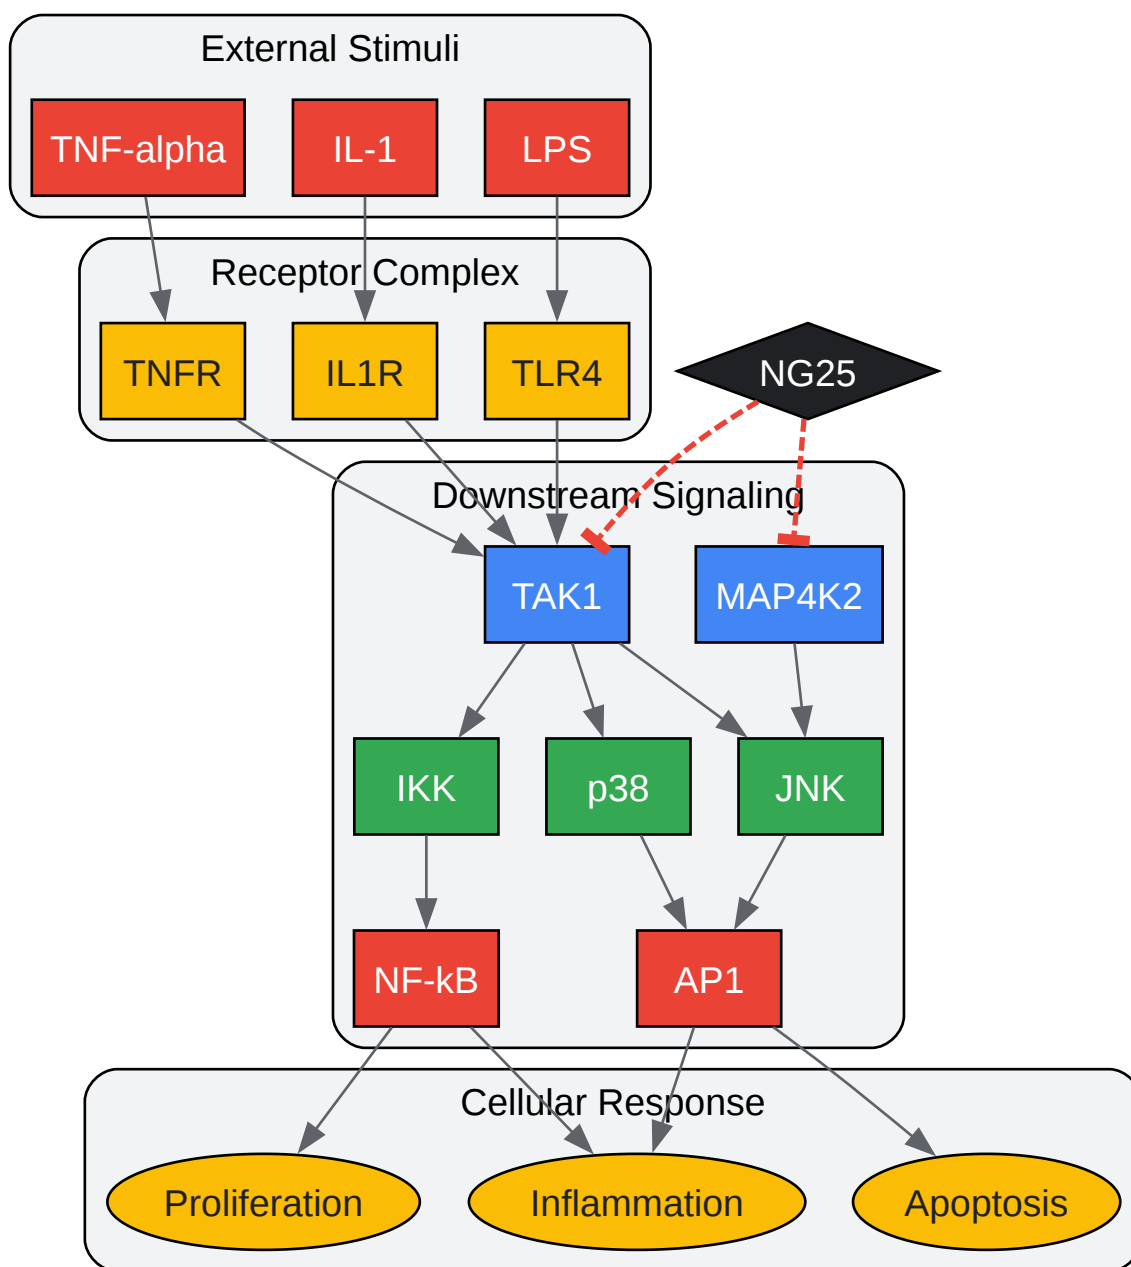 External Stimuli
TNF-alpha
IL-1
LPS
Receptor Complex
TNFR
IL1R
TLR4
NG25
Downstream Signaling
TAK1
MAP4K2
IKK
p38
JNK
NF-kB
AP1
Cellular Response
Proliferation
Inflammation
Apoptosis